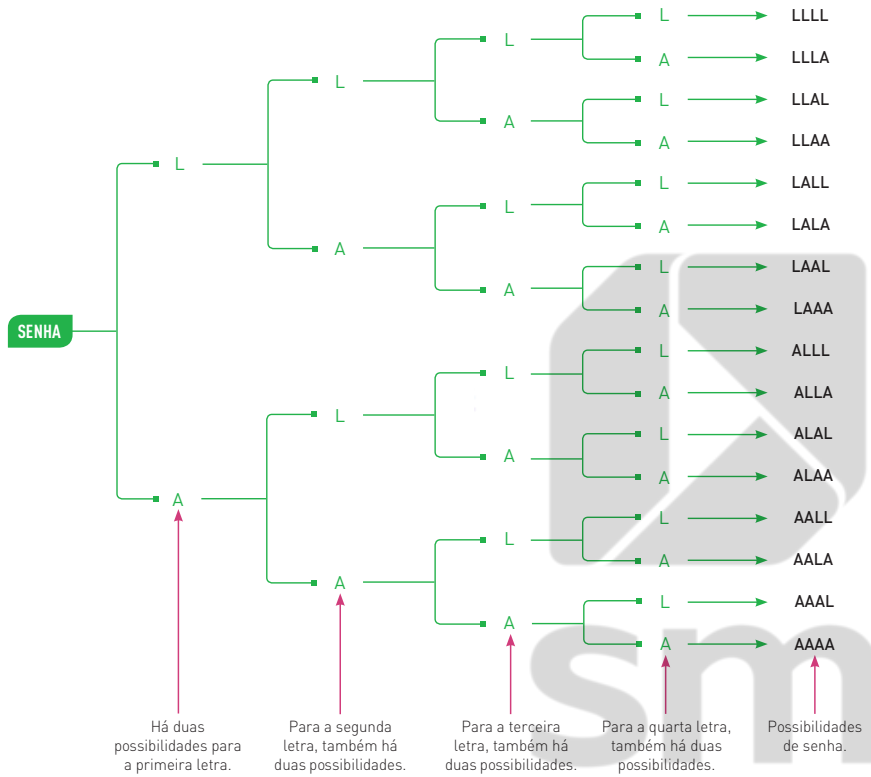 SENHA
L
A
L
A
L
A
L
A
L
A
L
A
L
A
L LLLL
A LLLA
L LLAL
A LLAA
L LALL
A LALA
L LAAL
A LAAA
L ALLL
A ALLA
L ALAL
A ALAA
L AALL
A AALA
L AAAL
A AAAA
Há duas
possibilidades para
a primeira letra.
Para a segunda
letra, também há
duas possibilidades.
Para a terceira
letra, também há
duas possibilidades.
Para a quarta letra,
também há duas
possibilidades.
Possibilidades
de senha.
sm